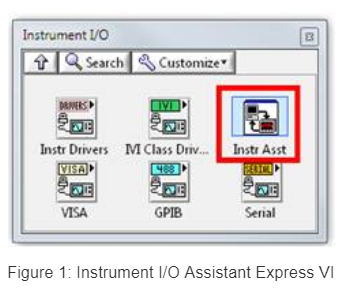 Instrument I/O
Search Customize
DRIVERS IVI
Instr Drivers IVI Class Driv... Instr Asst
VISA 488 SERIAL
VISA GPIB Serial
Figure 1: Instrument I/O Assistant Express VI